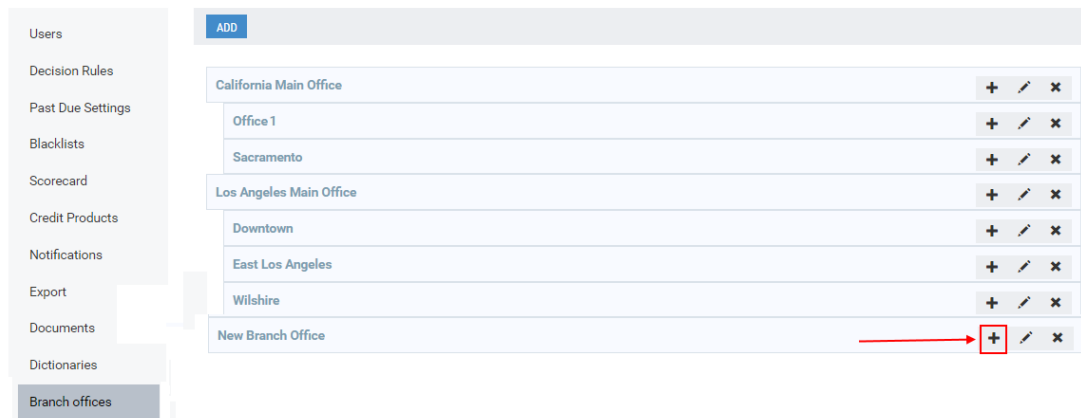 Users
Decision Rules
Past Due Settings
Blacklists
Scorecard
Credit Products
Notifications
Export
Documents
Dictionaries
Branch offices
ADD
California Main Office
Office 1
Sacramento
Los Angeles Main Office
Downtown
East Los Angeles
Wilshire
New Branch Office